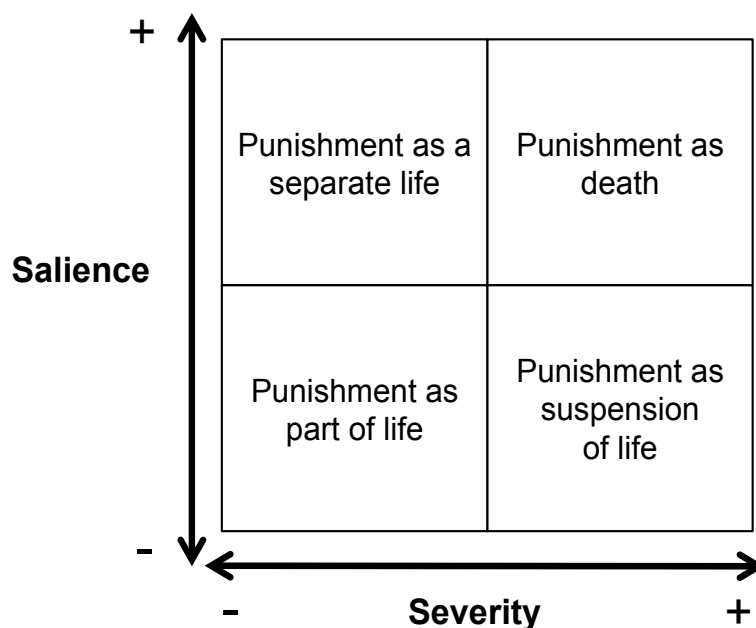 +
Punishment as a
separate life
Punishment as
death
Salience
Punishment as
part of life
Punishment as
suspension
of life
-
- Severity +